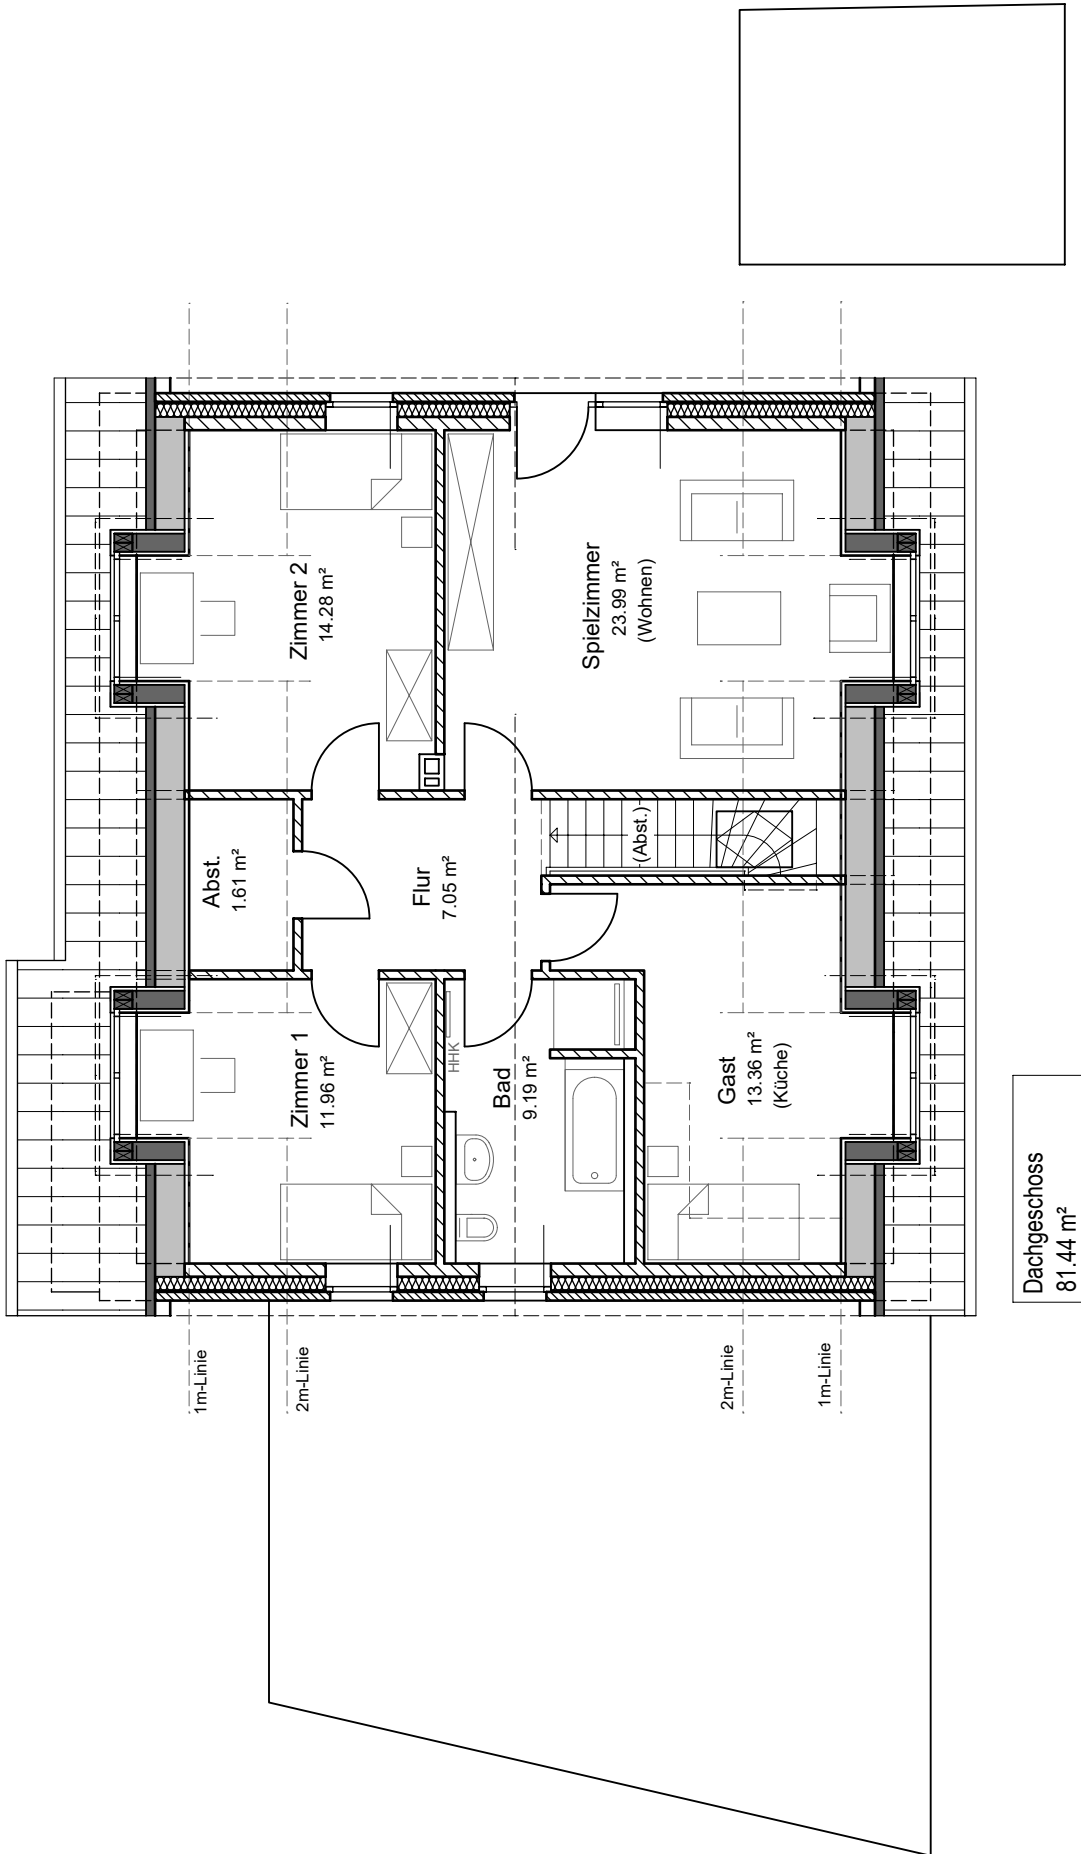 1m-Linie
2m-Linie
2m-Linie
1m-Linie
Zimmer 1
11.96 m²
HHK
Bad
9.19 m²
Gast
13.36 m²
(Küche)
Abst.
1.61 m²
Flur
7.05 m²
(Abst.)
Zimmer 2
14.28 m²
Spielzimmer
23.99 m²
(Wohnen)
Dachgeschoss
81.44 m²